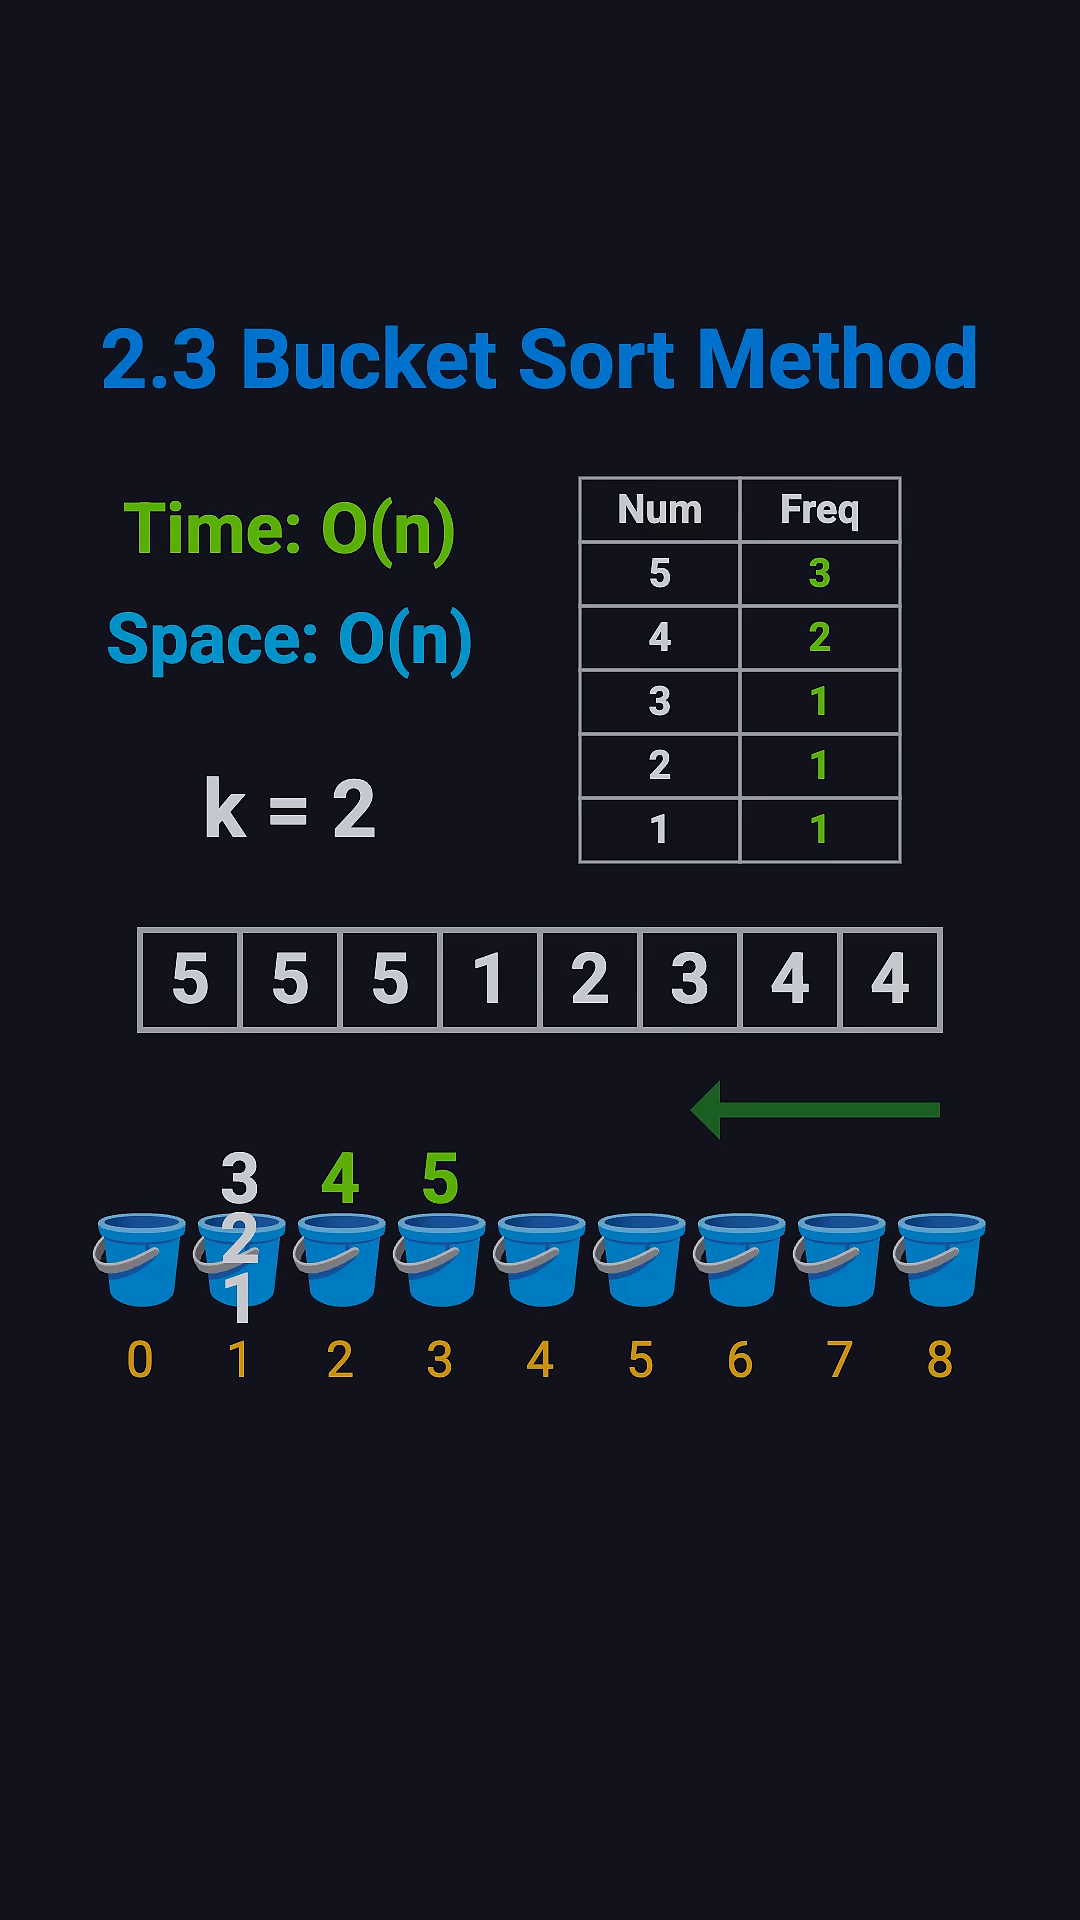 2.3 Bucket Sort Method
Time: O(n)
Space: O(n)
k = 2
Num Freq
5 3
4 2
3 1
2 1
1 1
5 5 5 1 2 3 4 4
3 4 5
2
1
0 1 2 3 4 5 6 7 8